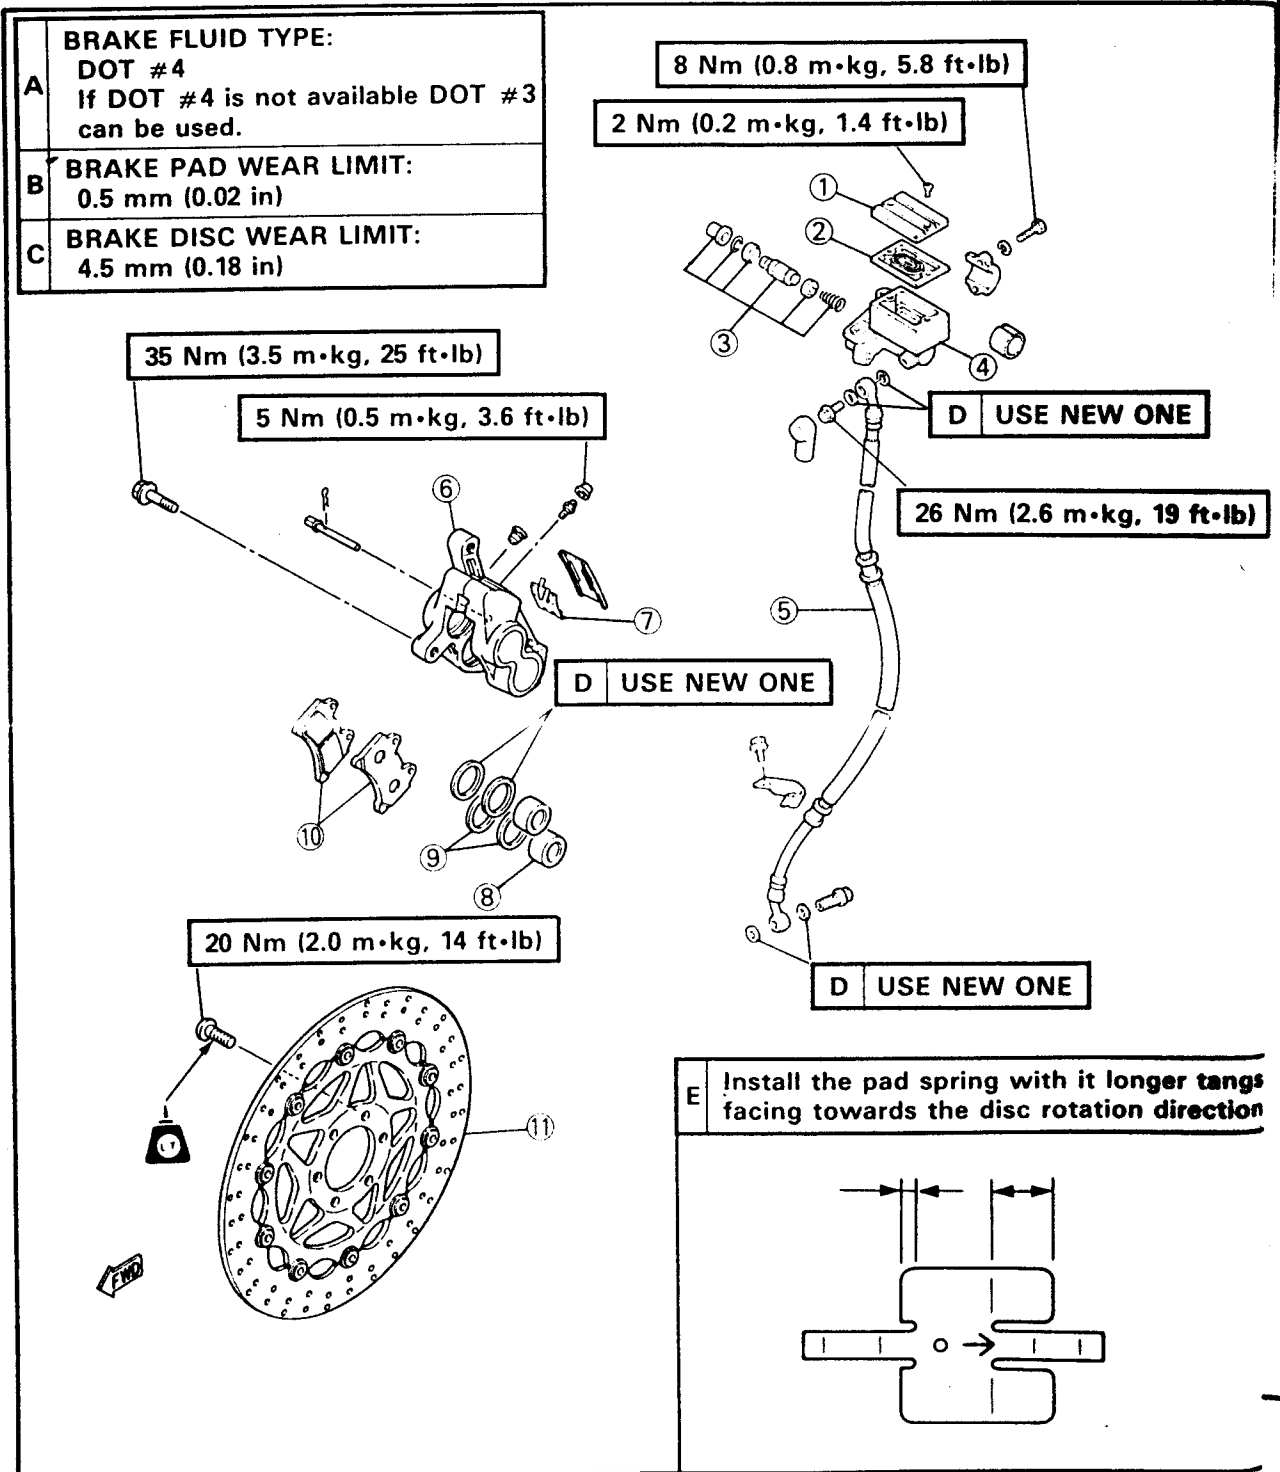 A
BRAKE FLUID TYPE:
DOT #4
If DOT #4 is not available DOT #3
can be used.
B
BRAKE PAD WEAR LIMIT:
0.5 mm (0.02 in)
C
BRAKE DISC WEAR LIMIT:
4.5 mm (0.18 in)
8 Nm (0.8 m•kg, 5.8 ft•lb)
2 Nm (0.2 m•kg, 1.4 ft•lb)
①
②
③
④
35 Nm (3.5 m•kg, 25 ft•lb)
5 Nm (0.5 m•kg, 3.6 ft•lb)
D USE NEW ONE
26 Nm (2.6 m•kg, 19 ft•lb)
⑥
⑤
⑦
D USE NEW ONE
⑩
⑨
⑧
20 Nm (2.0 m•kg, 14 ft•lb)
D USE NEW ONE
LT
⑪
FWD
E
Install the pad spring with it longer tangs
facing towards the disc rotation direction